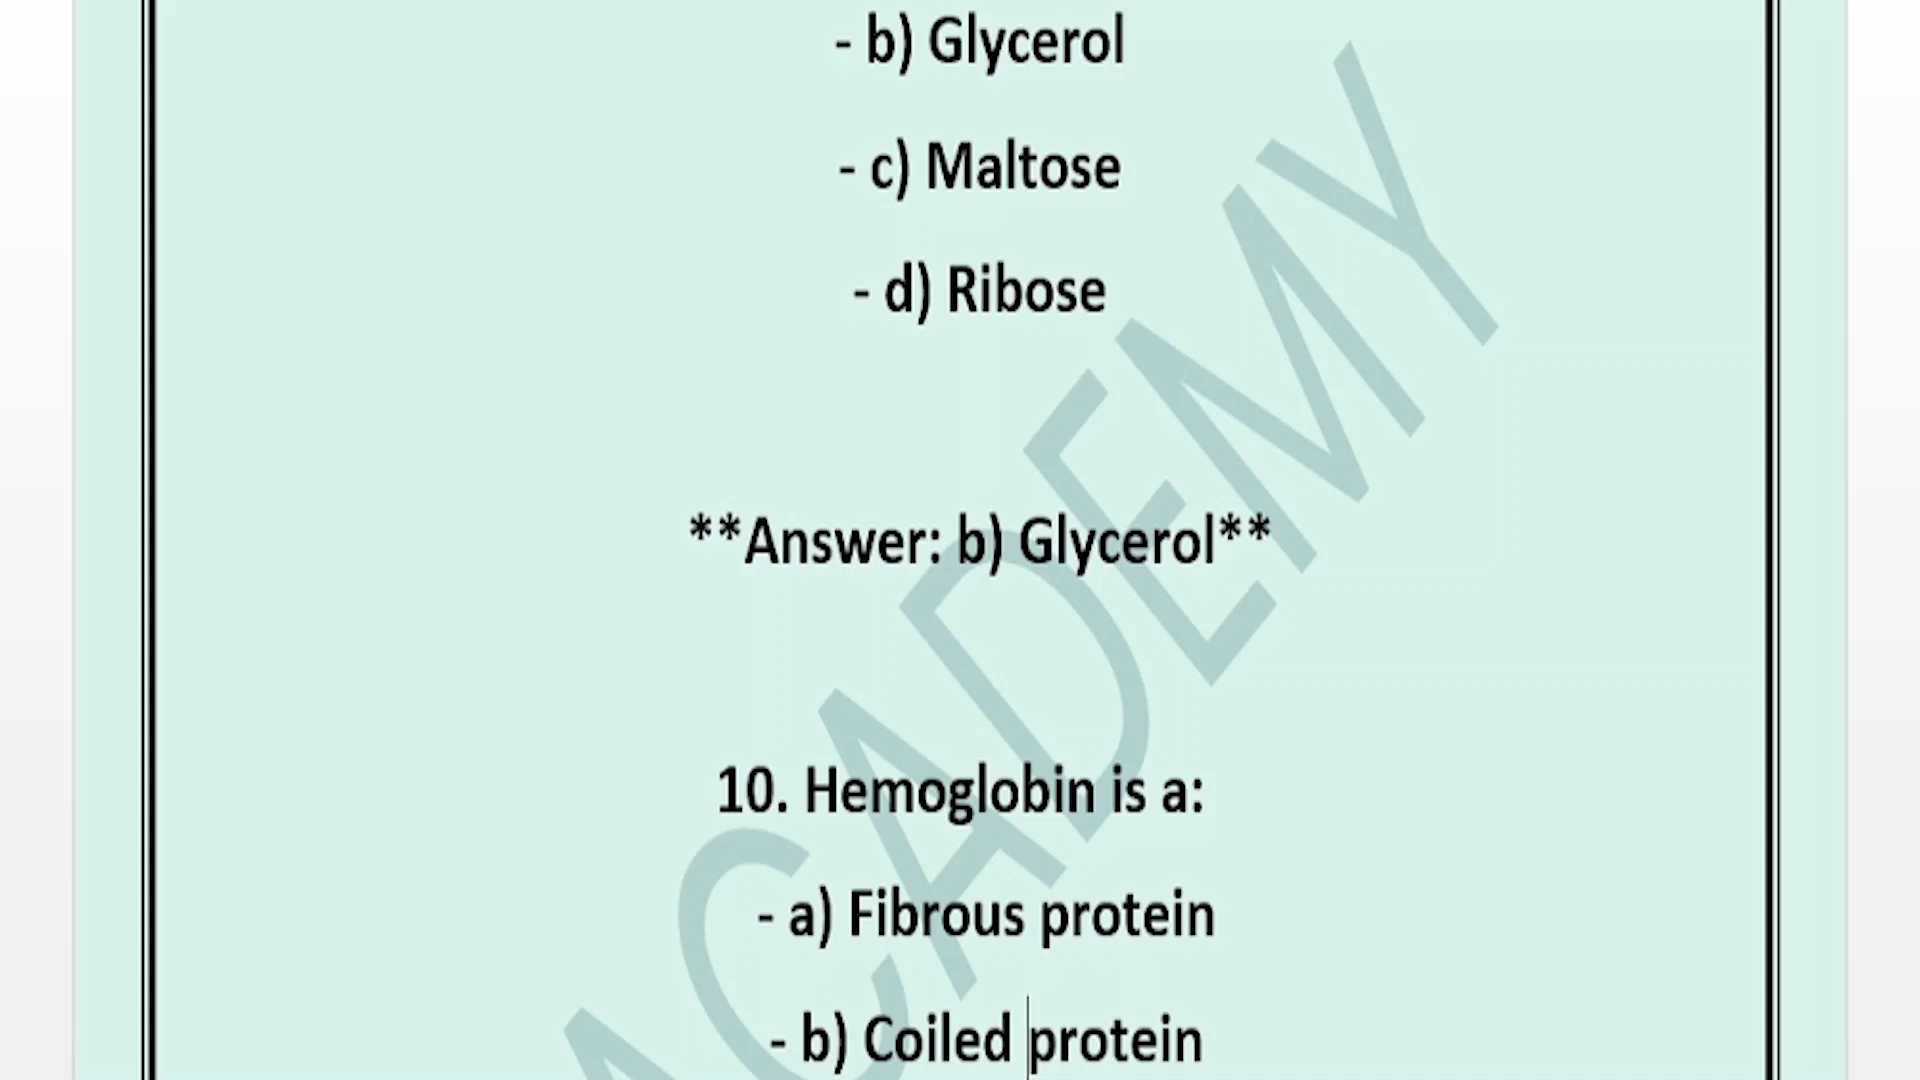 - b) Glycerol
- c) Maltose
- d) Ribose
**Answer: b) Glycerol**
10. Hemoglobin is a:
- a) Fibrous protein
- b) Coiled protein
ACADEMY